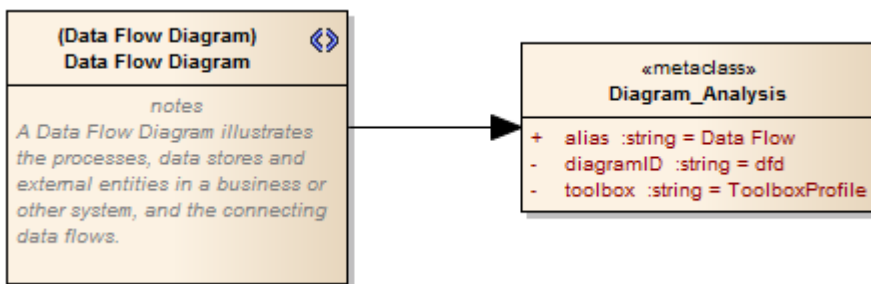 (Data Flow Diagram)
Data Flow Diagram
notes
A Data Flow Diagram illustrates
the processes, data stores and
external entities in a business or
other system, and the connecting
data flows.
«metaclass»
Diagram_Analysis
+ alias :string = Data Flow
- diagramID :string = dfd
- toolbox :string = ToolboxProfile